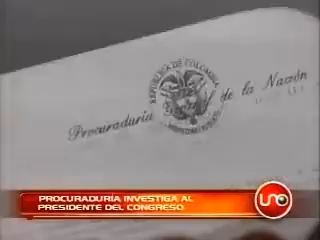 REPUBLICA DE COLOMBIA
Procuraduría de la Nación
UNO
PROCURADURÍA INVESTIGA AL
PRESIDENTE DEL CONGRESO